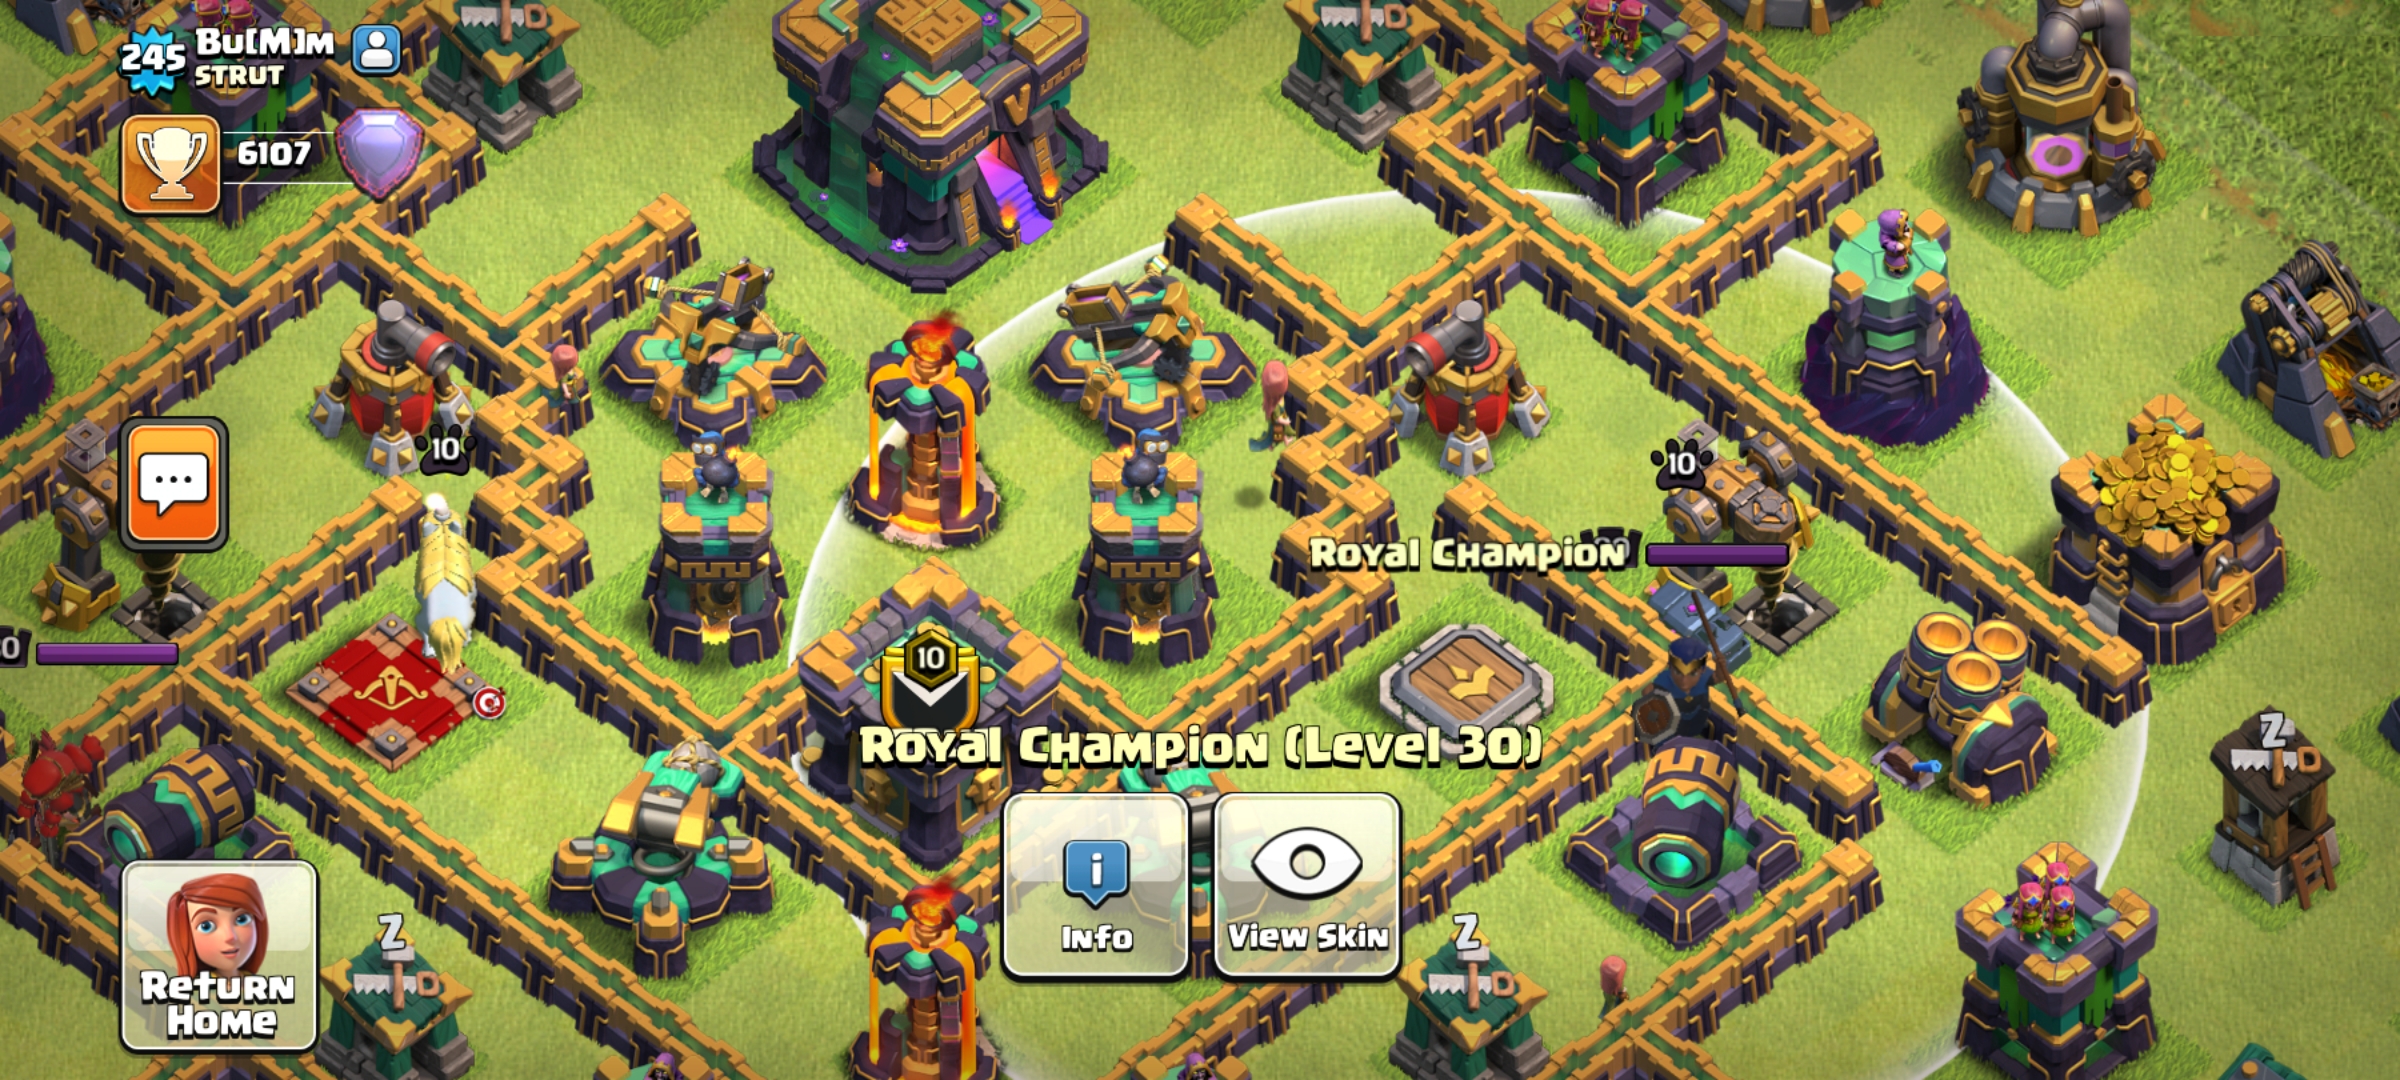 245
Bu[M]m
STRUT
6107
10
10
Royal Champion
10
Royal Champion (Level 30)
Z
Info
View Skin
Z
Z
Return
Home